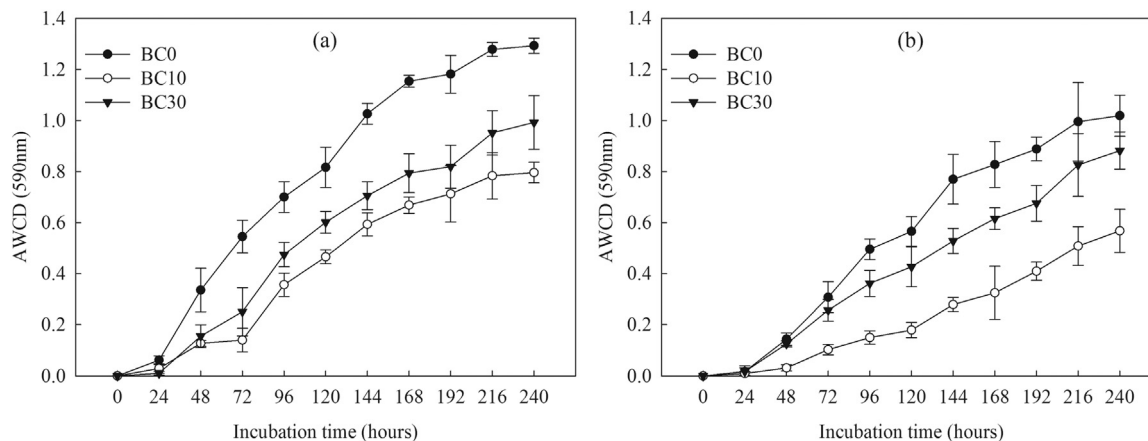 (a)
BC0
BC10
BC30
AWCD (590nm)
1.4
1.2
1.0
0.8
0.6
0.4
0.2
0.0
0 24 48 72 96 120 144 168 192 216 240
Incubation time (hours)
(b)
BC0
BC10
BC30
AWCD (590nm)
1.4
1.2
1.0
0.8
0.6
0.4
0.2
0.0
0 24 48 72 96 120 144 168 192 216 240
Incubation time (hours)